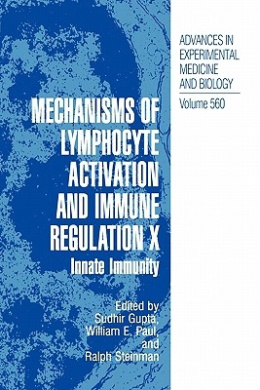 ADVANCES IN
EXPERIMENTAL
MEDICINE
AND BIOLOGY
Volume 560
MECHANISMS OF
LYMPHOCYTE
ACTIVATION
AND IMMUNE
REGULATION X
Innate Immunity
Edited by
Sudhir Gupta,
William E. Paul,
and
Ralph Steinman